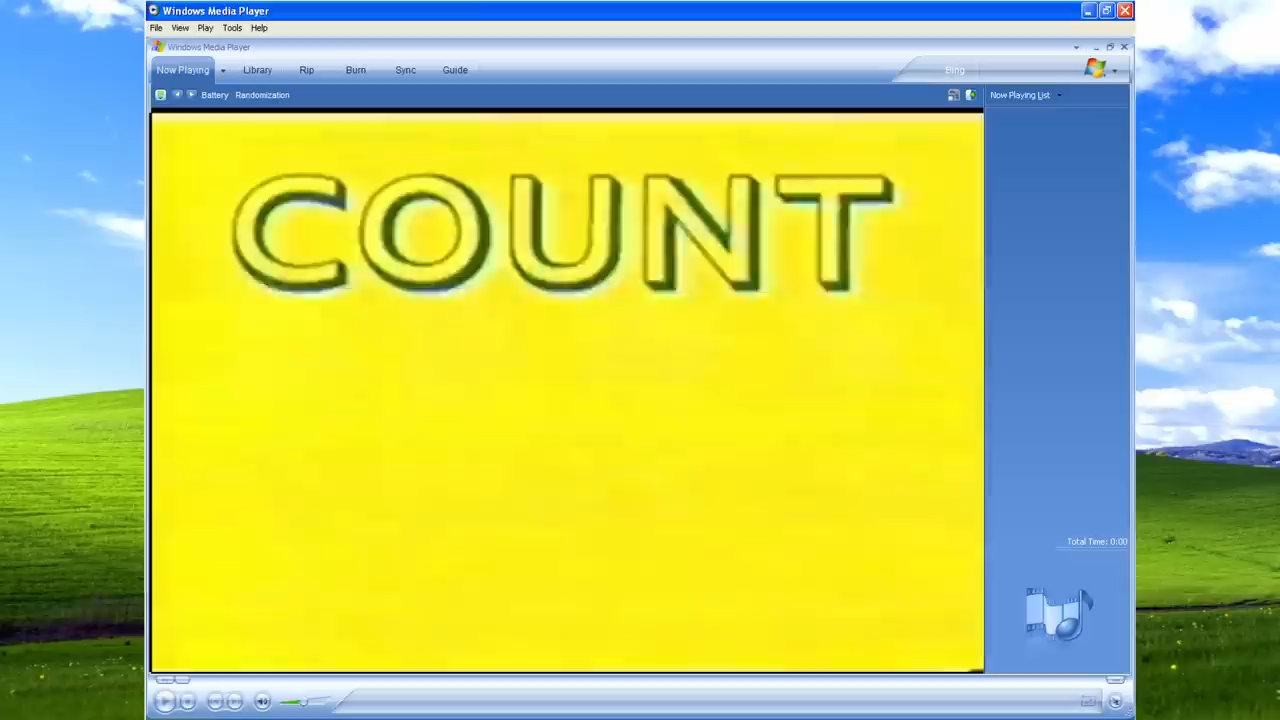 Windows Media Player
File View Play Tools Help
Windows Media Player
Now Playing Library Rip Burn Sync Guide Bing
Battery Randomization Now Playing List
COUNT
Total Time: 0:00